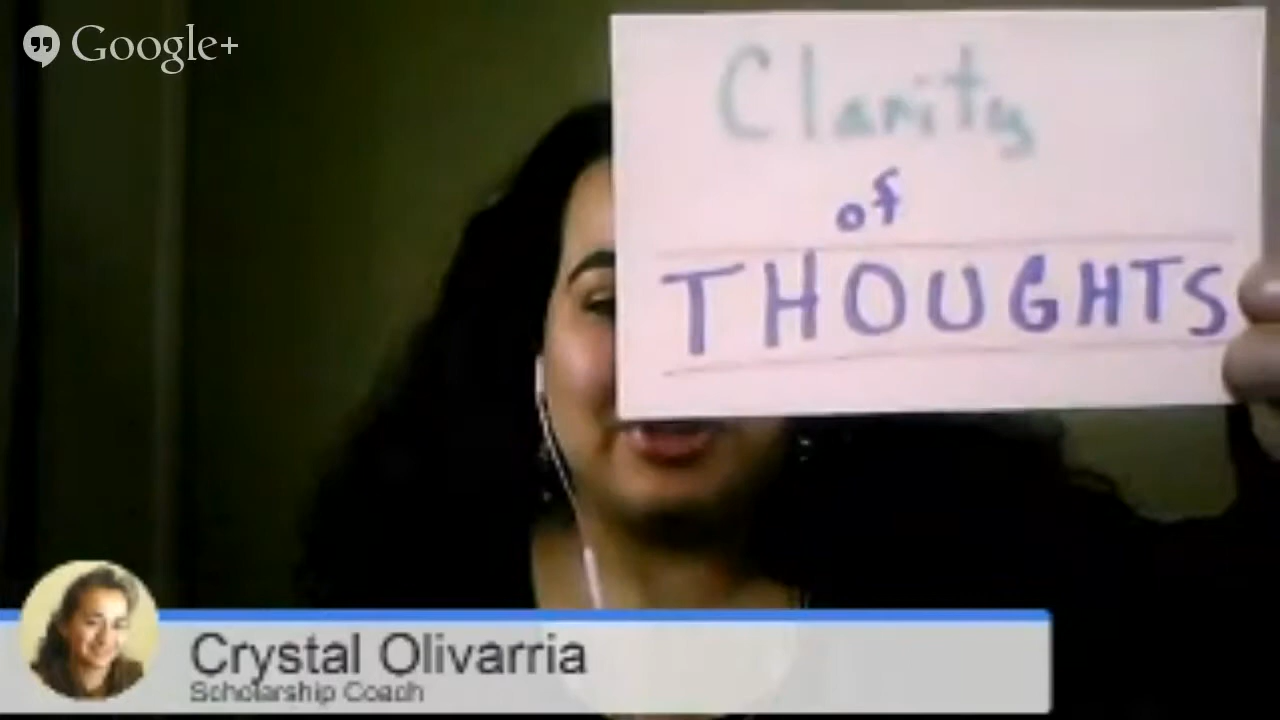 Google+
Clarity
of
THOUGHTS
Crystal Olivarria
Scholarship Coach